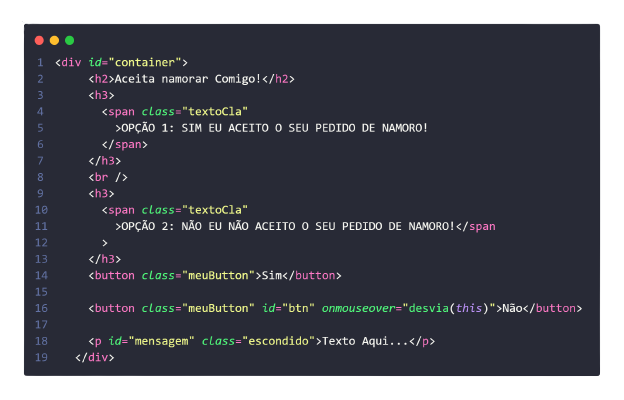 1 <div id="container">
2 <h2>Aceita namorar Comigo!</h2>
3 <h3>
4 <span class="textoCla"
5 >OPÇÃO 1: SIM EU ACEITO O SEU PEDIDO DE NAMORO!
6 </span>
7 </h3>
8 <br />
9 <h3>
10 <span class="textoCla"
11 >OPÇÃO 2: NÃO EU NÃO ACEITO O SEU PEDIDO DE NAMORO!</span
12 >
13 </h3>
14 <button class="meuButton">Sim</button>
15
16 <button class="meuButton" id="btn" onmouseover="desvia(this)">Não</button>
17
18 <p id="mensagem" class="escondido">Texto Aqui...</p>
19 </div>